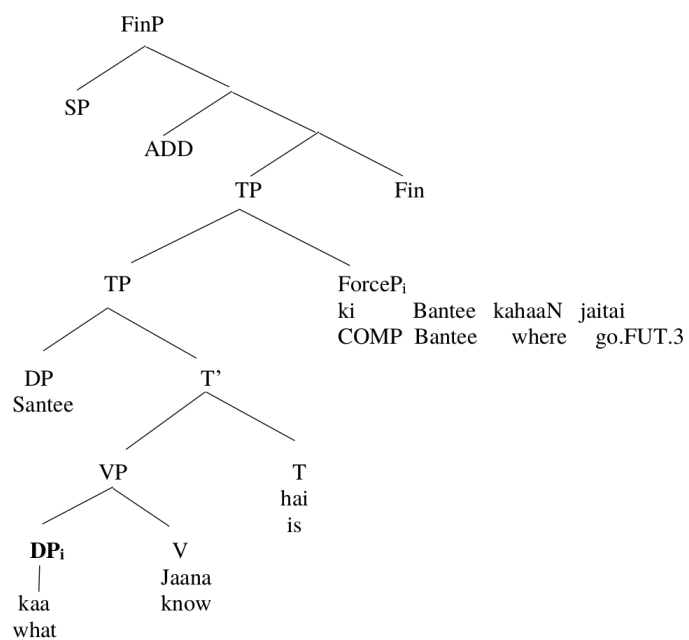 FinP
SP
ADD
TP Fin
TP ForcePi
ki Bantee kahaaN jaitai
COMP Bantee where go.FUT.3
DP T’
Santee
VP T
hai
is
DPi V
Jaana
kaa know
what